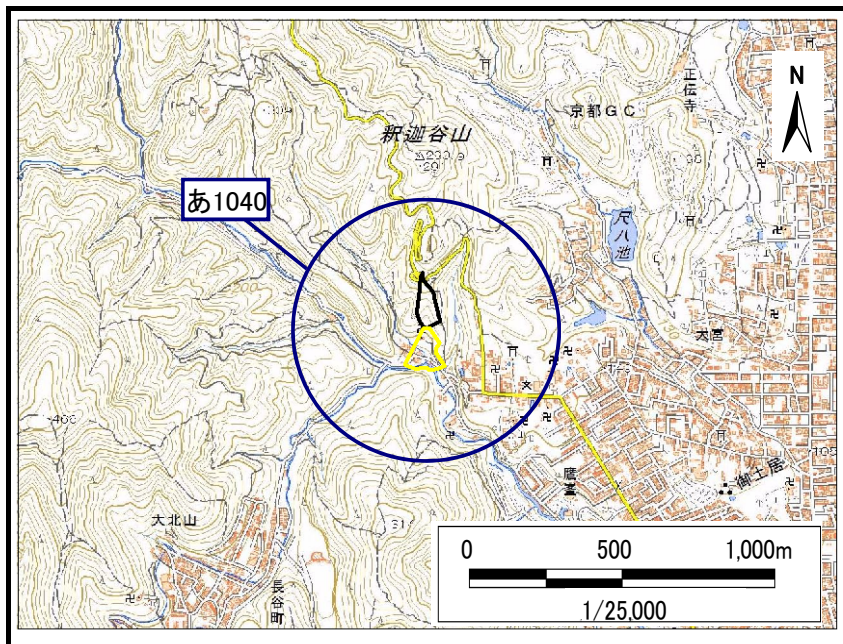 正伝寺
N
京都GC
釈迦谷山
あ1040
尺八池
大宮
御土居
鷹峯
大北山
長谷町
0 500 1,000m
1/25,000